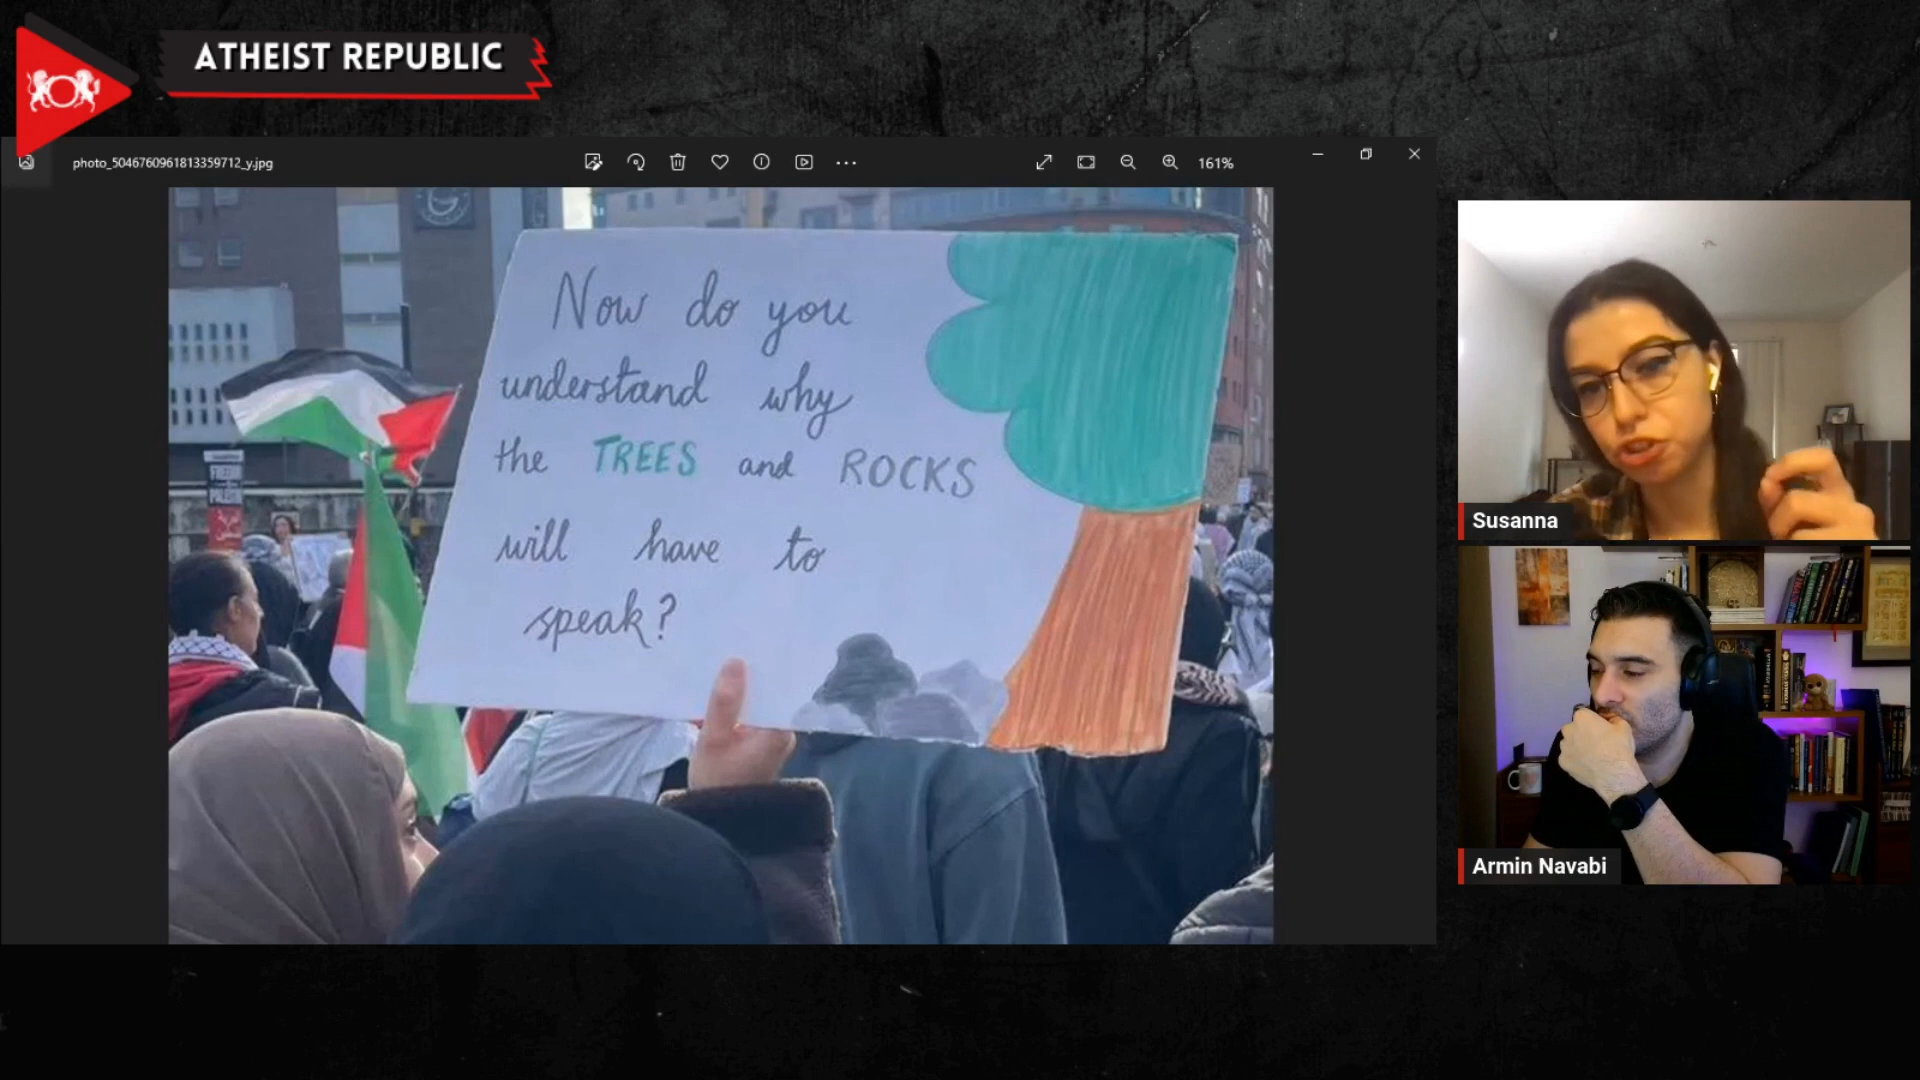 ATHEIST REPUBLIC
photo_5046760961813359712_y.jpg
161%
Now do you
understand why
the TREES and ROCKS
will have to
speak?
Susanna
Armin Navabi